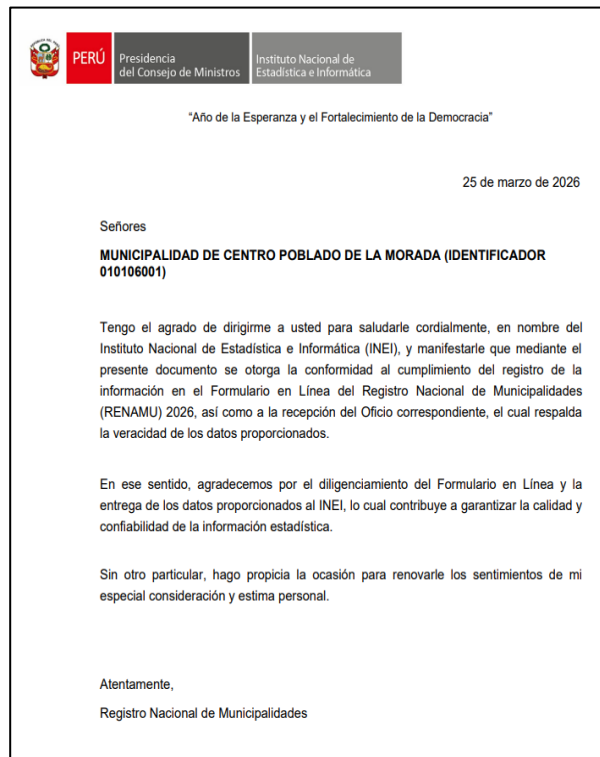 PERÚ
Presidencia
del Consejo de Ministros
Instituto Nacional de
Estadística e Informática
“Año de la Esperanza y el Fortalecimiento de la Democracia”
25 de marzo de 2026
Señores
MUNICIPALIDAD DE CENTRO POBLADO DE LA MORADA (IDENTIFICADOR
010106001)
Tengo el agrado de dirigirme a usted para saludarle cordialmente, en nombre del
Instituto Nacional de Estadística e Informática (INEI), y manifestarle que mediante el
presente documento se otorga la conformidad al cumplimiento del registro de la
información en el Formulario en Línea del Registro Nacional de Municipalidades
(RENAMU) 2026, así como a la recepción del Oficio correspondiente, el cual respalda
la veracidad de los datos proporcionados.
En ese sentido, agradecemos por el diligenciamiento del Formulario en Línea y la
entrega de los datos proporcionados al INEI, lo cual contribuye a garantizar la calidad y
confiabilidad de la información estadística.
Sin otro particular, hago propicia la ocasión para renovarle los sentimientos de mi
especial consideración y estima personal.
Atentamente,
Registro Nacional de Municipalidades